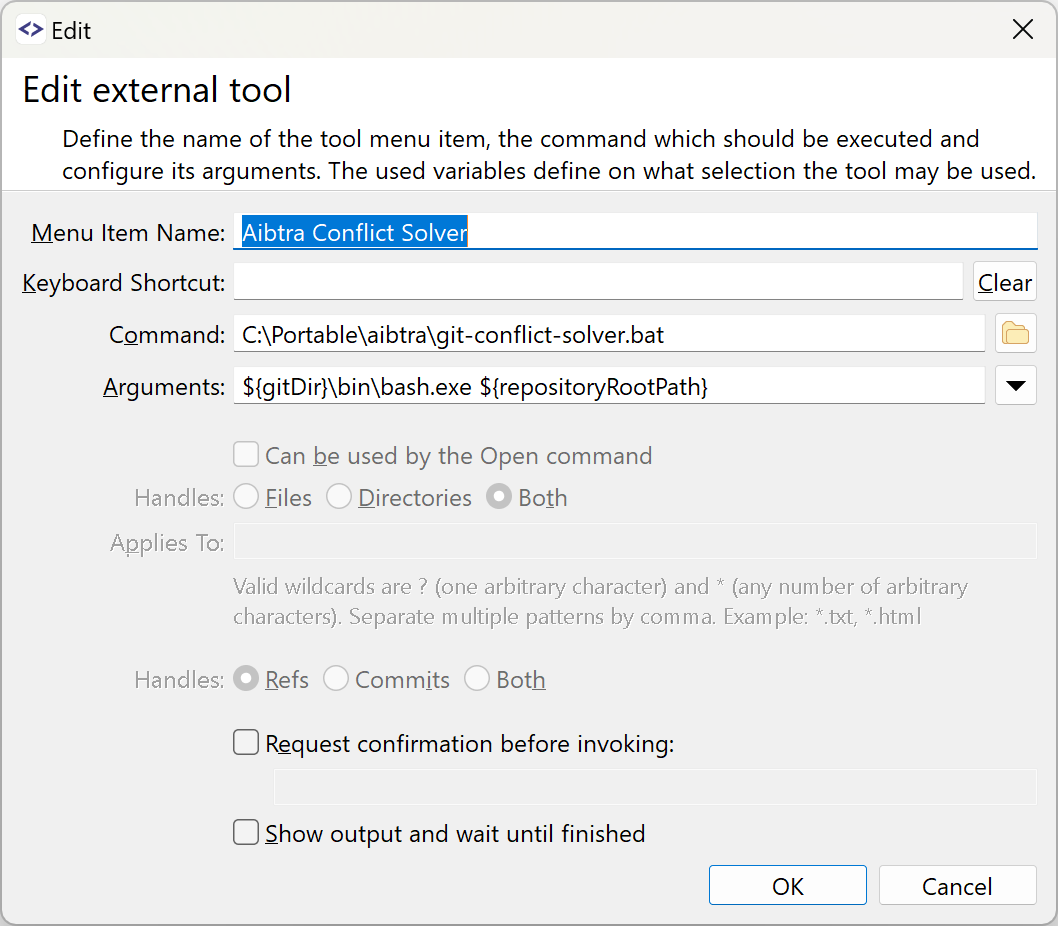 <> Edit
Edit external tool
Define the name of the tool menu item, the command which should be executed and
configure its arguments. The used variables define on what selection the tool may be used.
Menu Item Name: Aibtra Conflict Solver
Keyboard Shortcut: Clear
Command: C:\Portable\aibtra\git-conflict-solver.bat
Arguments: ${gitDir}\bin\bash.exe ${repositoryRootPath}
Can be used by the Open command
Handles: Files Directories Both
Applies To:
Valid wildcards are ? (one arbitrary character) and * (any number of arbitrary
characters). Separate multiple patterns by comma. Example: *.txt, *.html
Handles: Refs Commits Both
Request confirmation before invoking:
Show output and wait until finished
OK Cancel